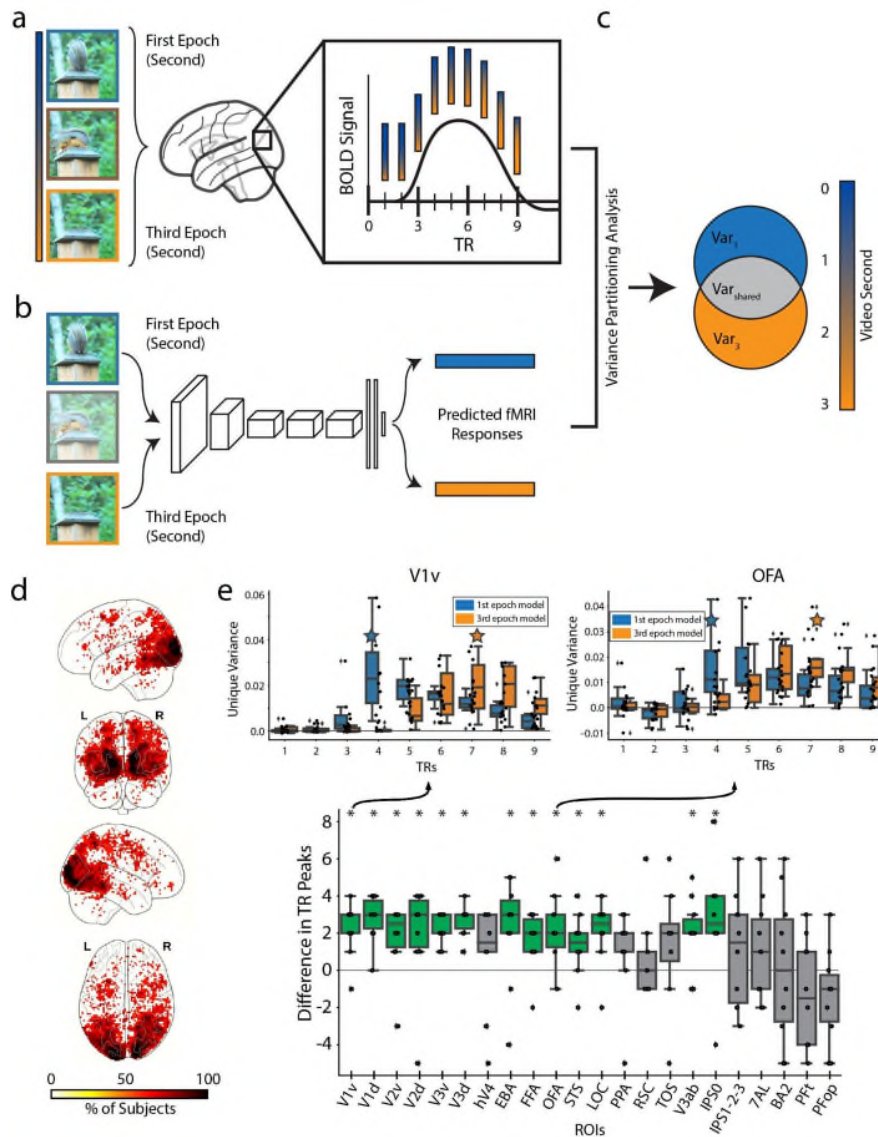 a
First Epoch
(Second)
Third Epoch
(Second)
BOLD Signal
0
3
6
9
TR
Variance Partitioning Analysis
c
Var1
Varshared
Var3
0
1
2
3
Video Second
b
First Epoch
(Second)
Third Epoch
(Second)
Predicted fMRI
Responses
d
L R
L R
0 50 100
% of Subjects
e
V1v
Unique Variance
0.06
0.04
0.02
0.0
1st epoch model
3rd epoch model
1 2 3 4 5 6 7 8 9
TRs
OFA
Unique Variance
0.04
0.03
0.02
0.01
0.00
-0.01
1st epoch model
3rd epoch model
1 2 3 4 5 6 7 8 9
TRs
* * * * * * * * * * * * * *
Difference in TR Peaks
8
6
4
2
0
-2
-4
V1v V1d V2v V2d V3v V3d hV4 EBA FFA OFA STS LOC PPA RSC TOS V3ab IPS0 IPS1-2-3 7AL BA2 PFt PFop
ROIs